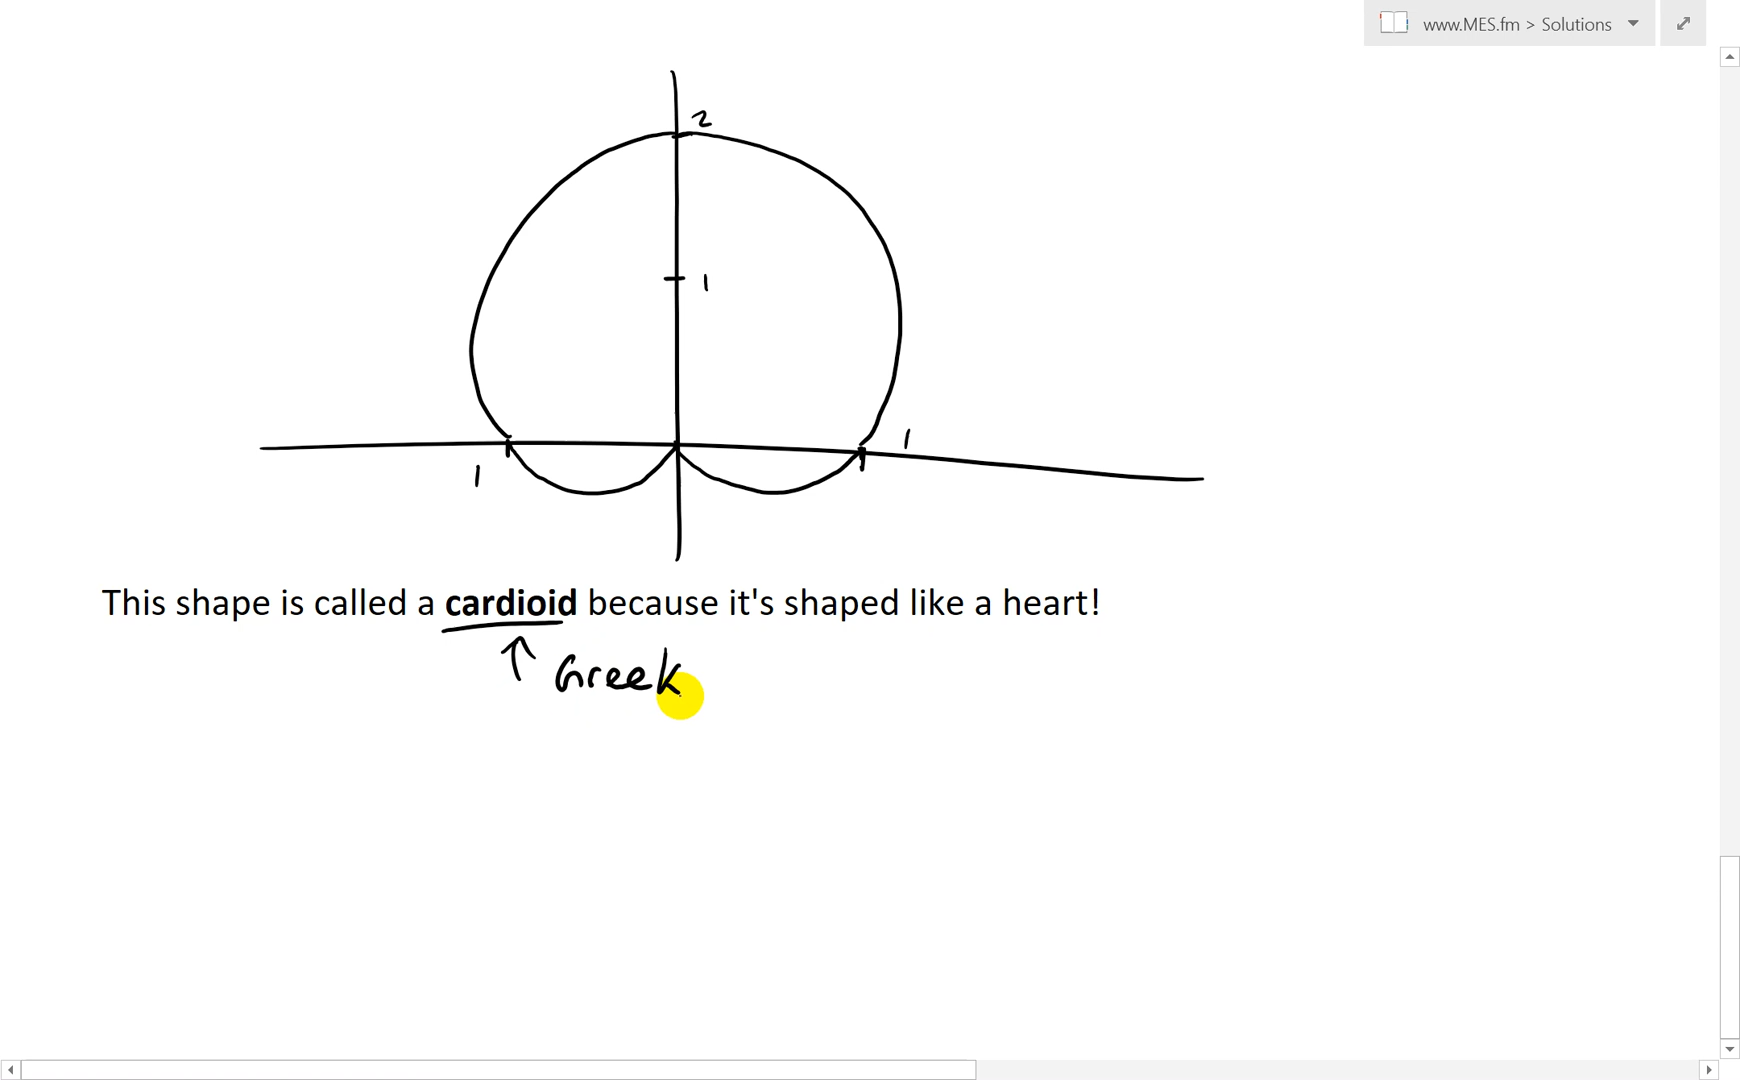 www.MES.fm > Solutions
2
1
1
1
This shape is called a cardioid because it's shaped like a heart!
↑ Greek